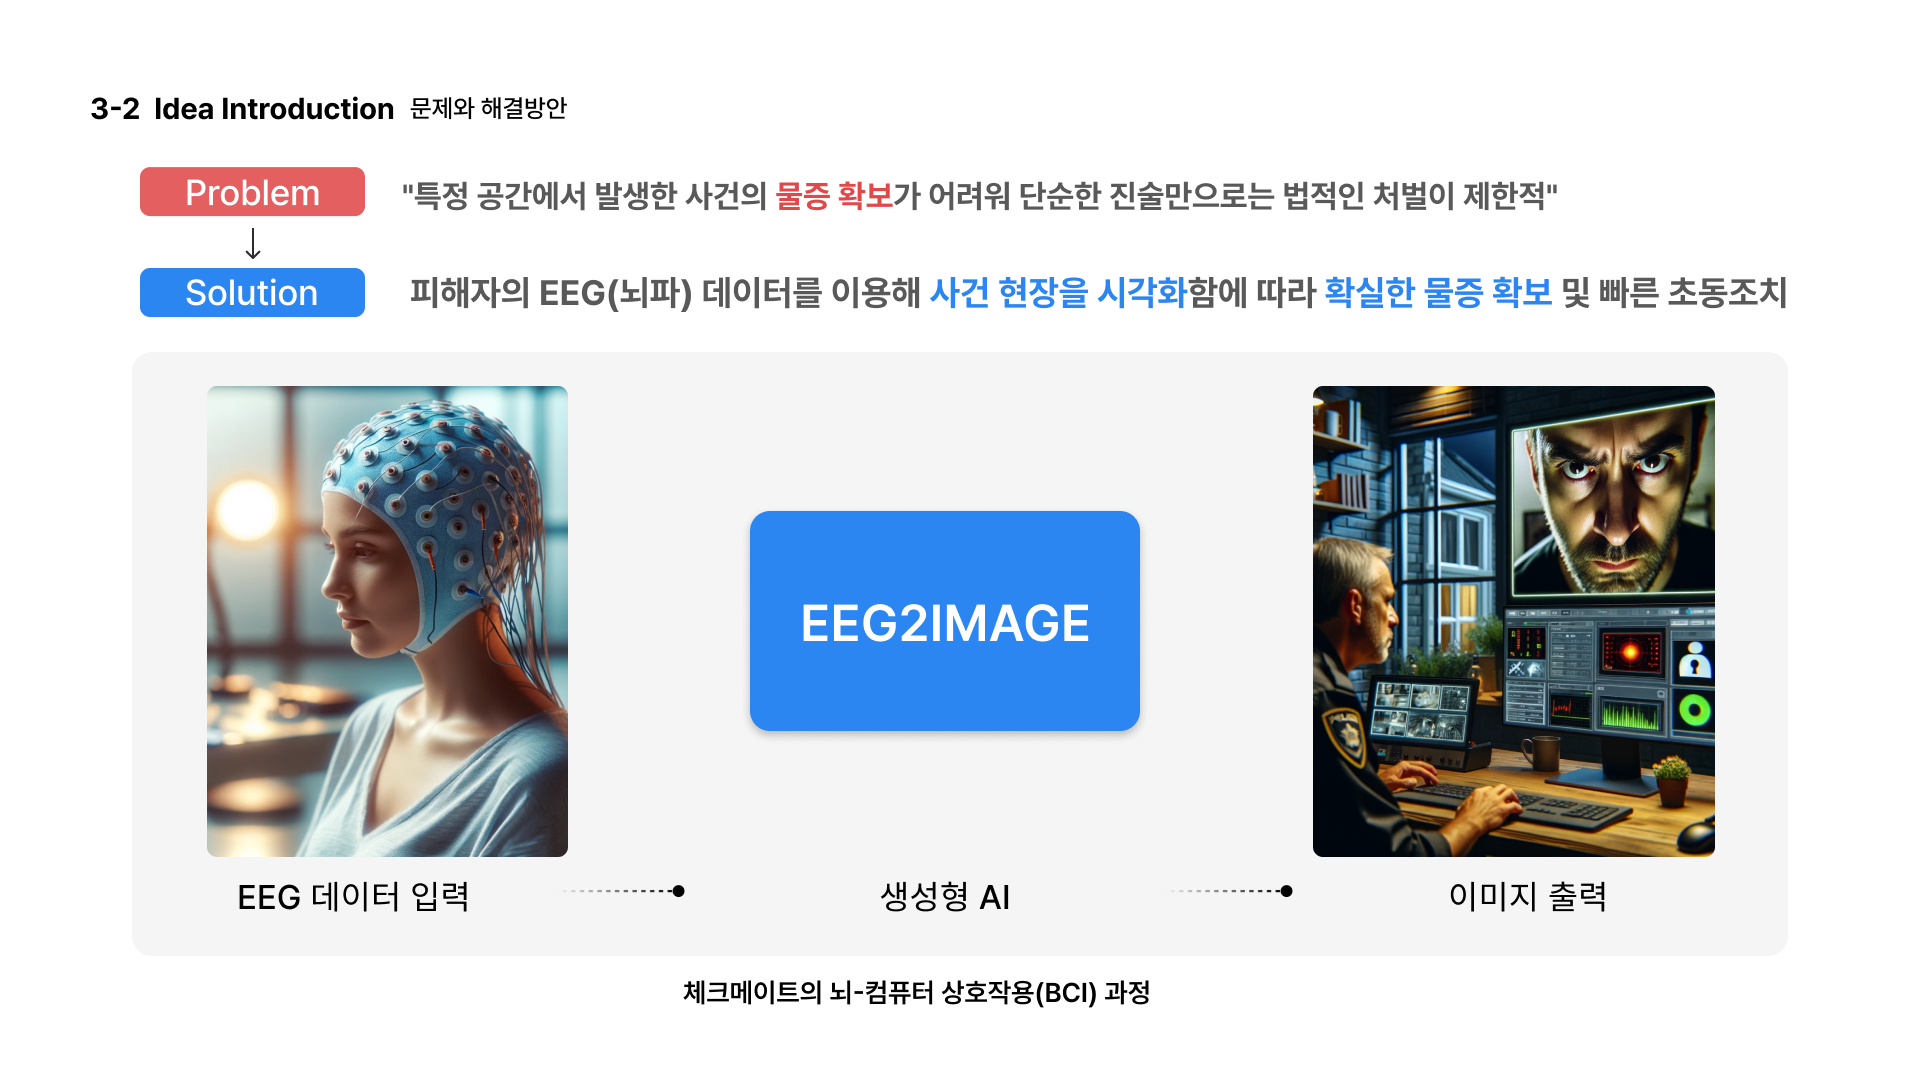 3-2 Idea Introduction 문제와 해결방안
Problem
"특정 공간에서 발생한 사건의 물증 확보가 어려워 단순한 진술만으로는 법적인 처벌이 제한적"
Solution
피해자의 EEG(뇌파) 데이터를 이용해 사건 현장을 시각화함에 따라 확실한 물증 확보 및 빠른 초동조치
EEG2IMAGE
EEG 데이터 입력
생성형 AI
이미지 출력
체크메이트의 뇌-컴퓨터 상호작용(BCI) 과정